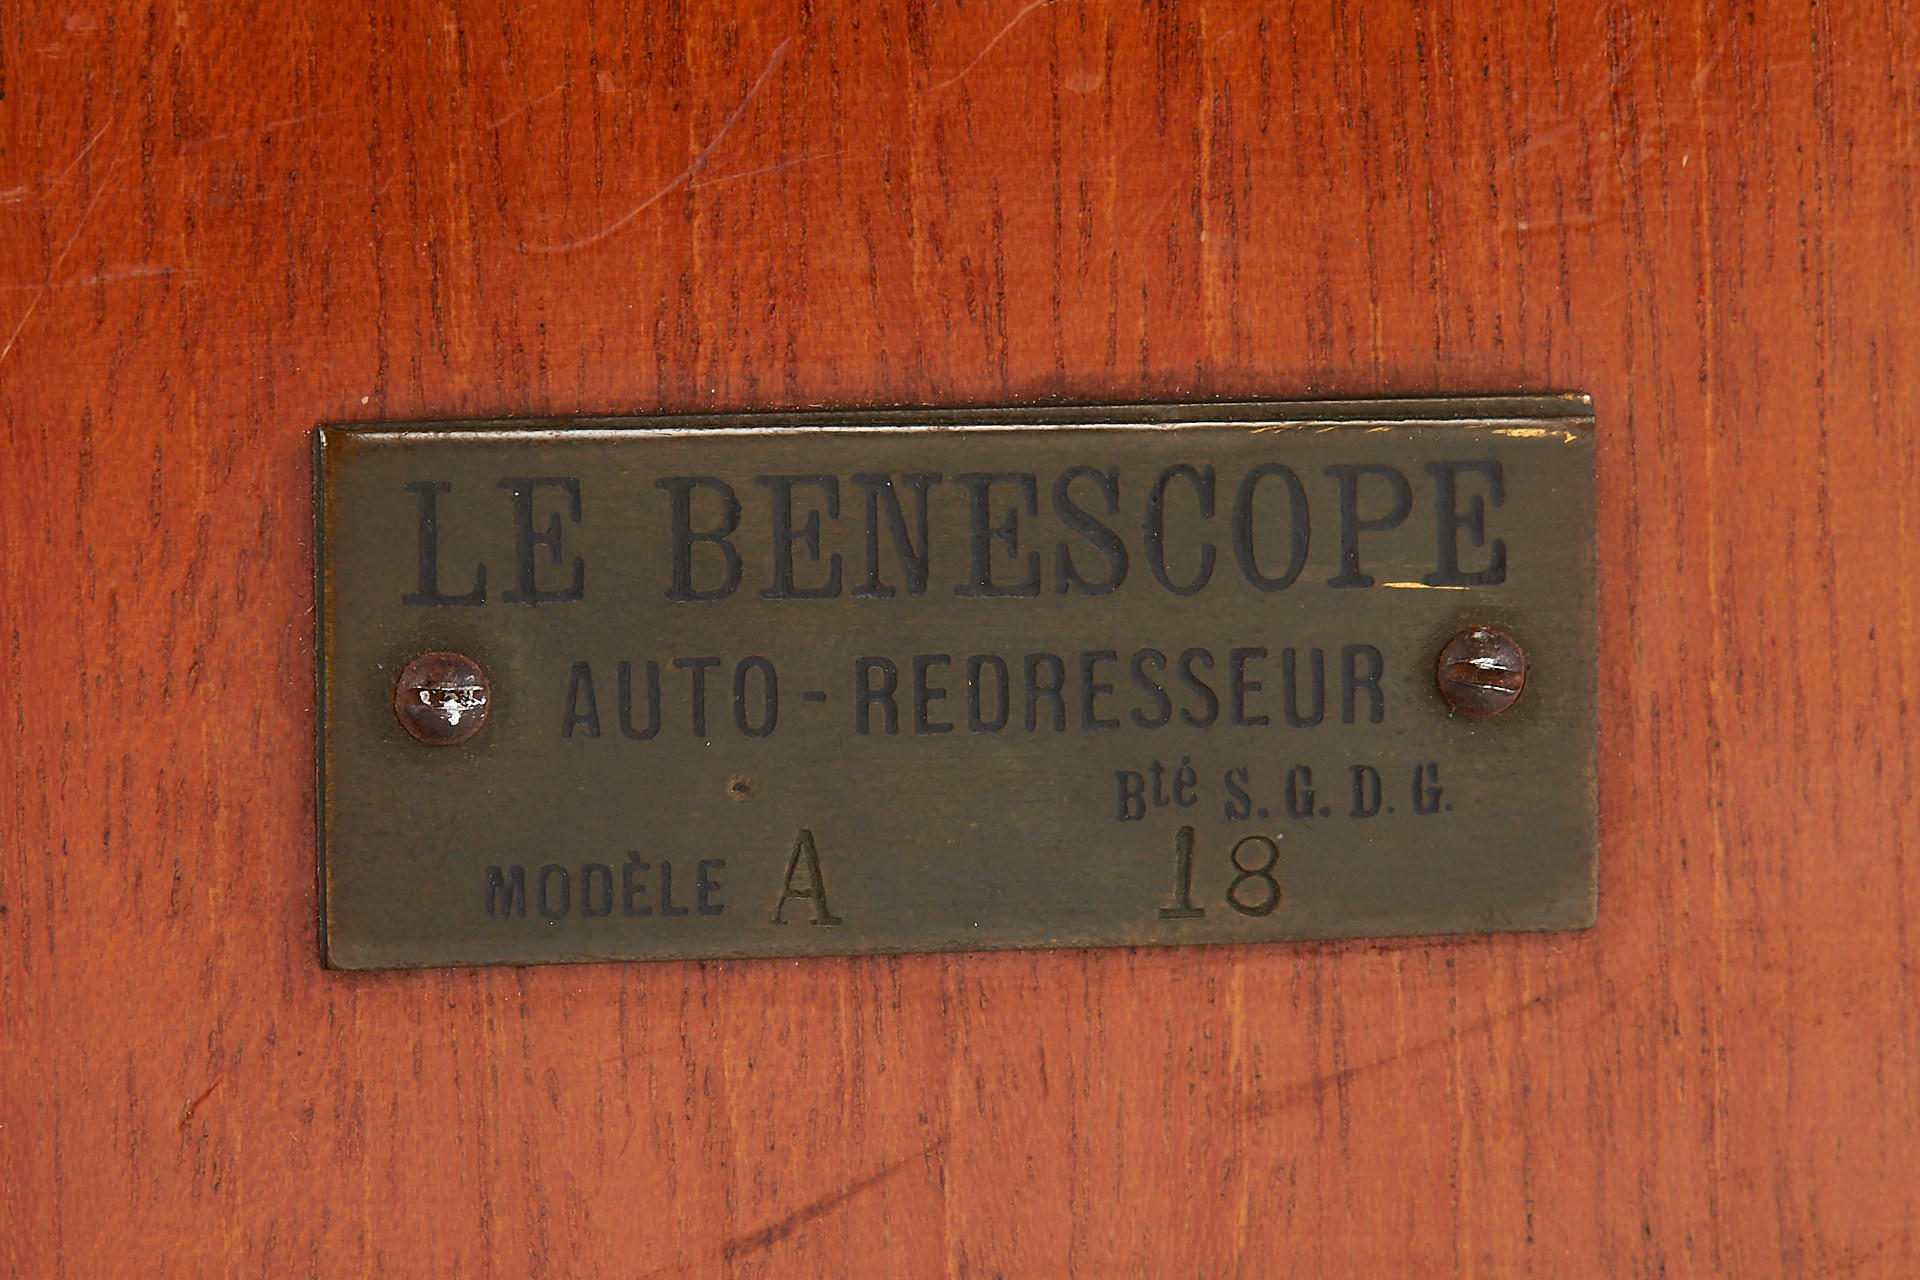 LE BENESCOPE
AUTO-REDRESSEUR
Bté S.G.D.G.
MODÈLE A 18